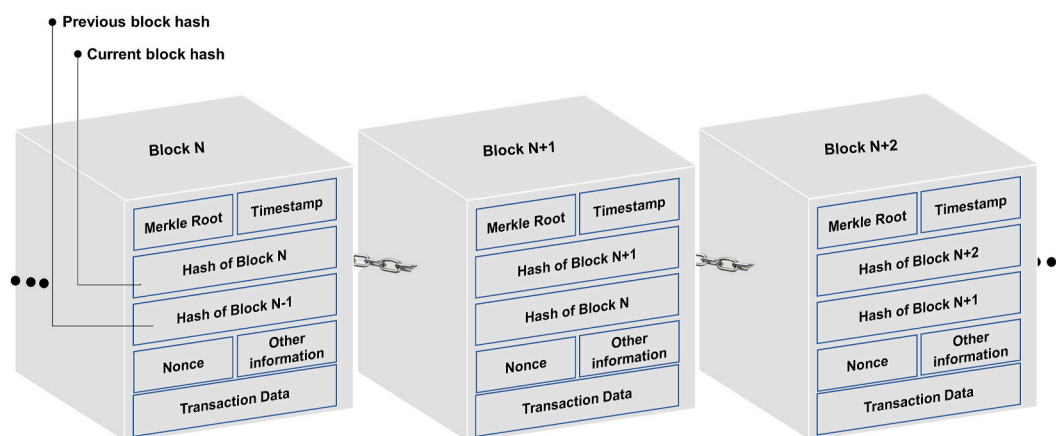 Previous block hash
Current block hash
Block N
Merkle Root
Timestamp
Hash of Block N
Hash of Block N-1
Nonce
Other
information
Transaction Data
Block N+1
Merkle Root
Timestamp
Hash of Block N+1
Hash of Block N
Nonce
Other
information
Transaction Data
Block N+2
Merkle Root
Timestamp
Hash of Block N+2
Hash of Block N+1
Nonce
Other
information
Transaction Data